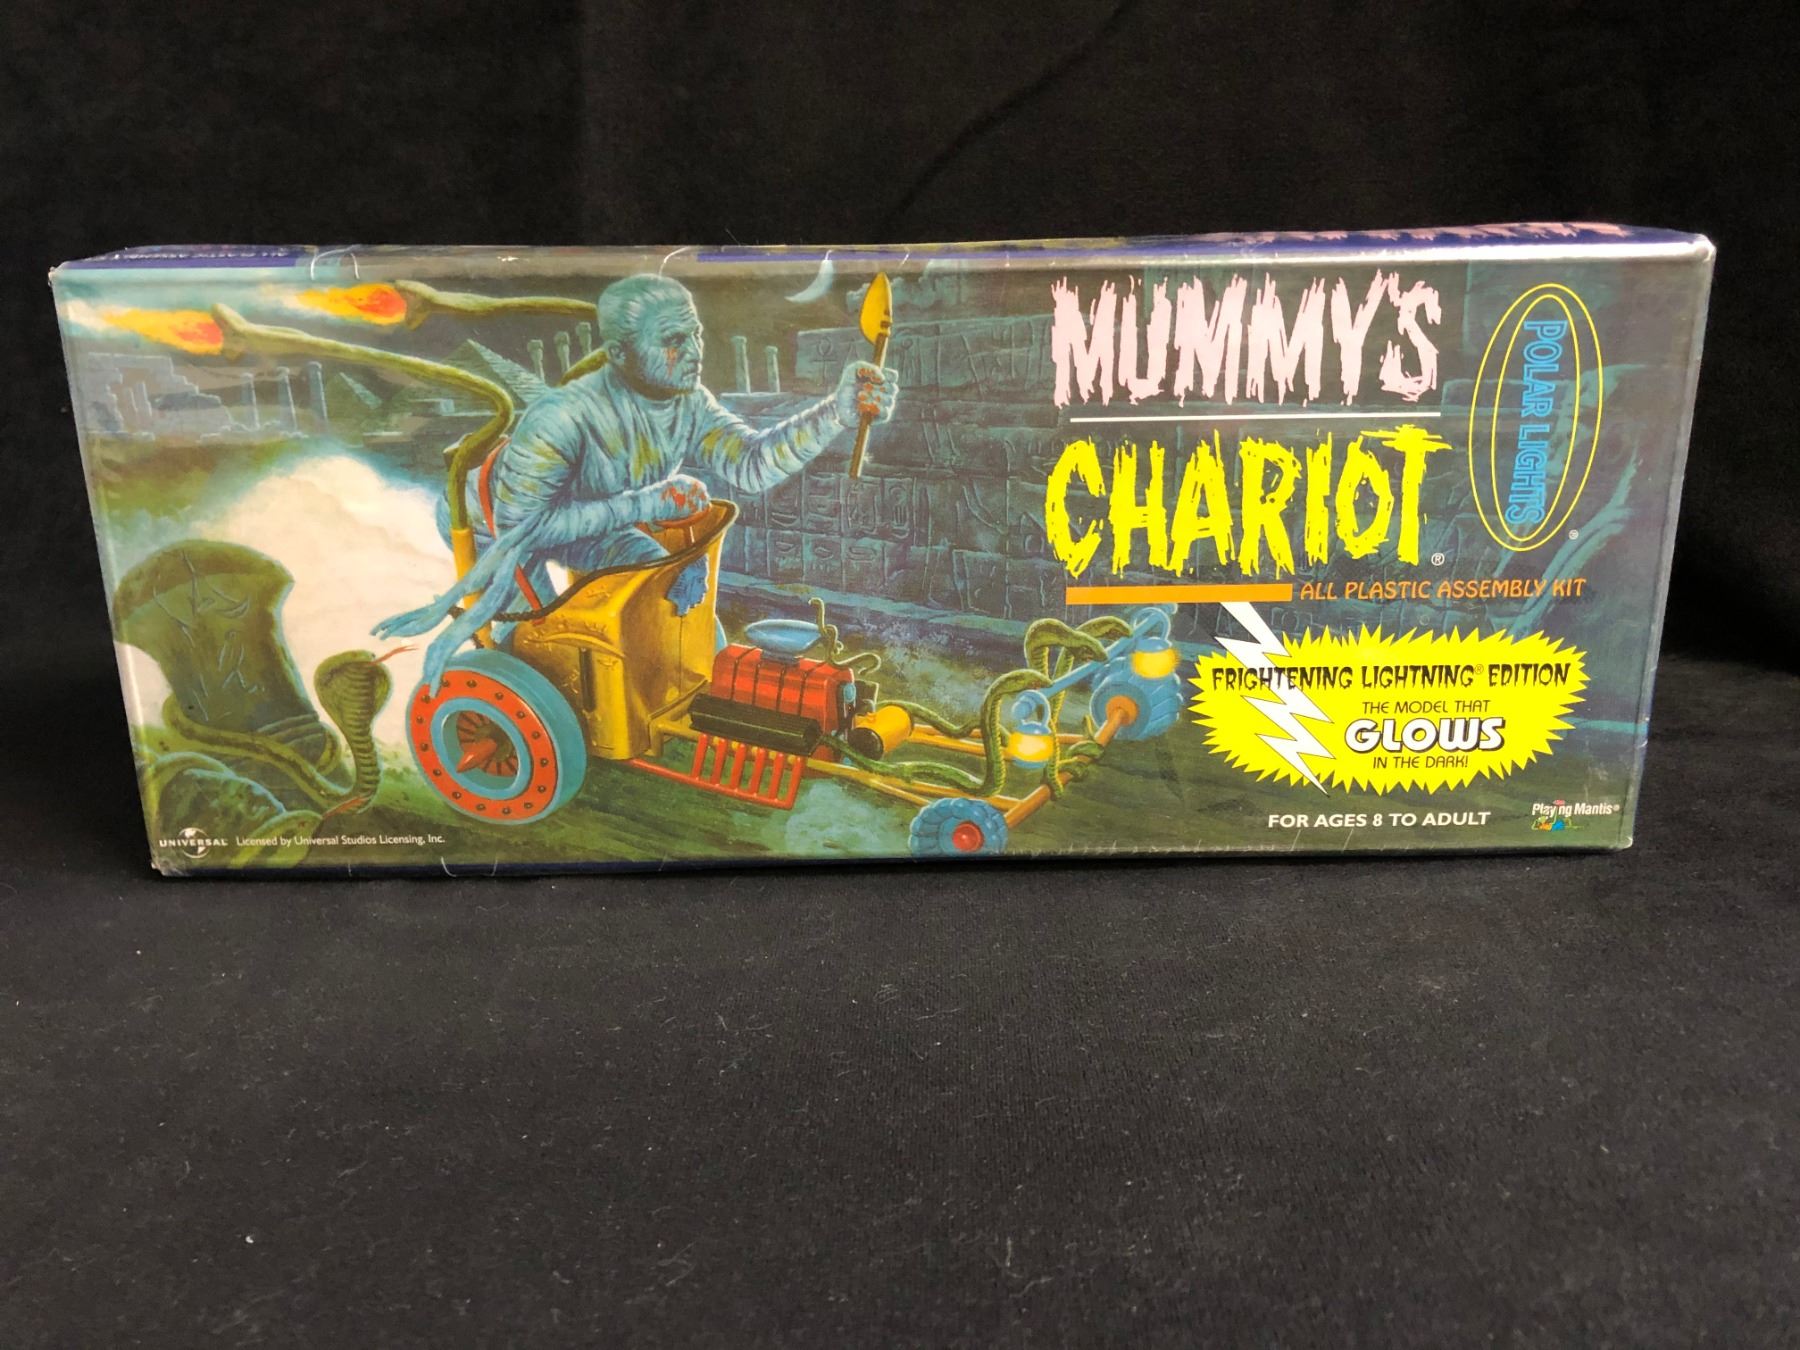 MUMMY'S
CHARIOT®
ALL PLASTIC ASSEMBLY KIT
POLAR LIGHTS®
FRIGHTENING LIGHTNING® EDITION
THE MODEL THAT
GLOWS
IN THE DARK!
FOR AGES 8 TO ADULT
Playing Mantis®
UNIVERSAL Licensed by Universal Studios Licensing, Inc.